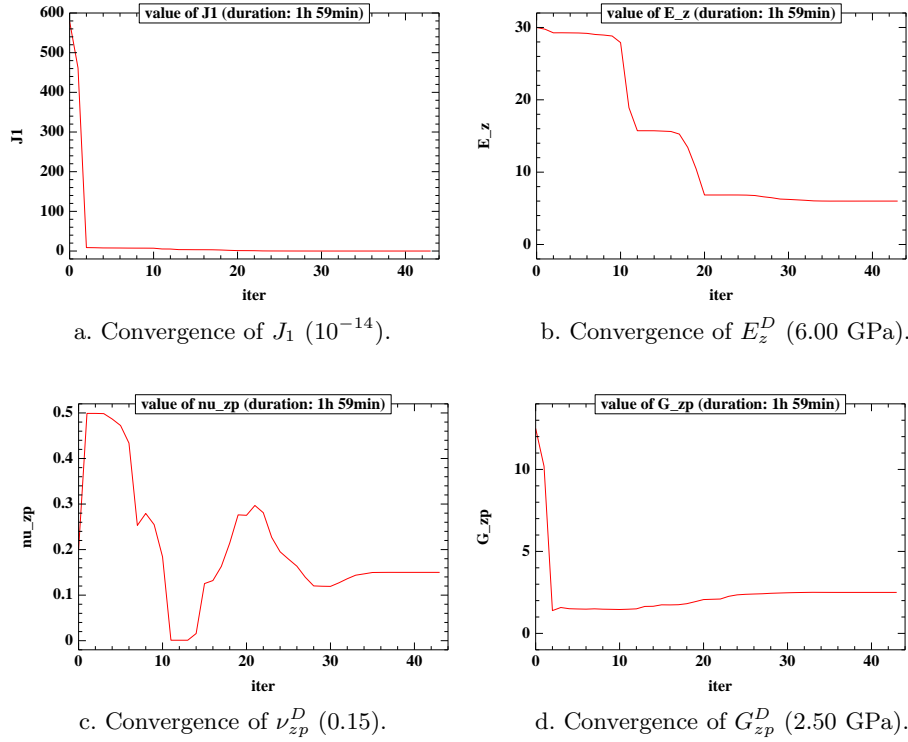 value of J1 (duration: 1h 59min)
600
500
400
300
200
100
0
J1
0 10 20 30 40
iter
a. Convergence of J₁ (10⁻¹⁴).
value of E_z (duration: 1h 59min)
30
20
10
0
E_z
0 10 20 30 40
iter
b. Convergence of E_z^D (6.00 GPa).
value of nu_zp (duration: 1h 59min)
0.5
0.4
0.3
0.2
0.1
0
nu_zp
0 10 20 30 40
iter
c. Convergence of ν_zp^D (0.15).
value of G_zp (duration: 1h 59min)
10
5
0
G_zp
0 10 20 30 40
iter
d. Convergence of G_zp^D (2.50 GPa).